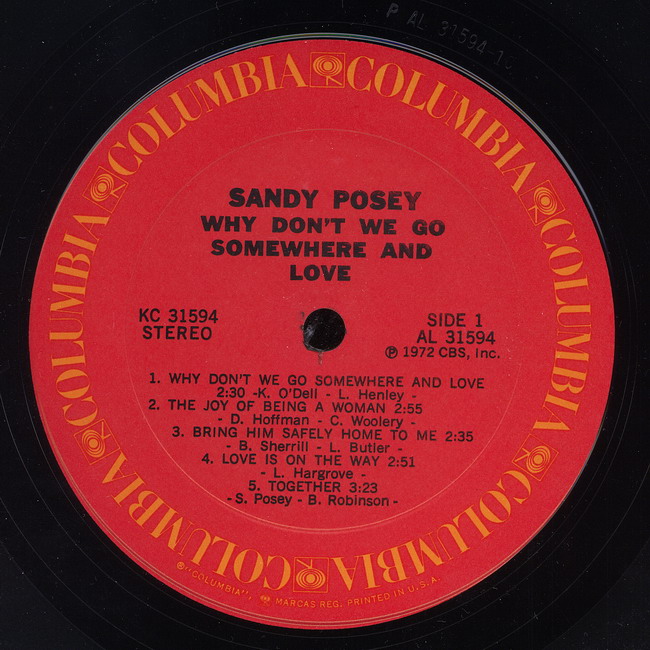 P AL 31594-1
COLUMBIA COLUMBIA COLUMBIA COLUMBIA COLUMBIA COLUMBIA
SANDY POSEY
WHY DON'T WE GO
SOMEWHERE AND
LOVE
KC 31594
STEREO
SIDE 1
AL 31594
℗ 1972 CBS, Inc.
1. WHY DON'T WE GO SOMEWHERE AND LOVE
2:30 -K. O'Dell - L. Henley -
2. THE JOY OF BEING A WOMAN 2:55
- D. Hoffman - C. Woolery -
3. BRING HIM SAFELY HOME TO ME 2:35
- B. Sherrill - L. Butler -
4. LOVE IS ON THE WAY 2:51
- L. Hargrove -
5. TOGETHER 3:23
- S. Posey - B. Robinson -
®"COLUMBIA", MARCAS REG. PRINTED IN U.S.A.